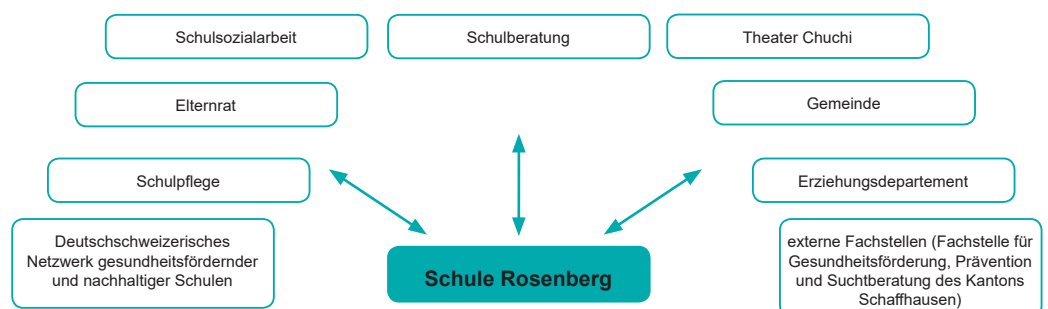 Schulsozialarbeit
Schulberatung
Theater Chuchi
Elternrat
Gemeinde
Schulpflege
Erziehungsdepartement
Deutschschweizerisches
Netzwerk gesundheitsfördernder
und nachhaltiger Schulen
Schule Rosenberg
externe Fachstellen (Fachstelle für
Gesundheitsförderung, Prävention
und Suchtberatung des Kantons
Schaffhausen)